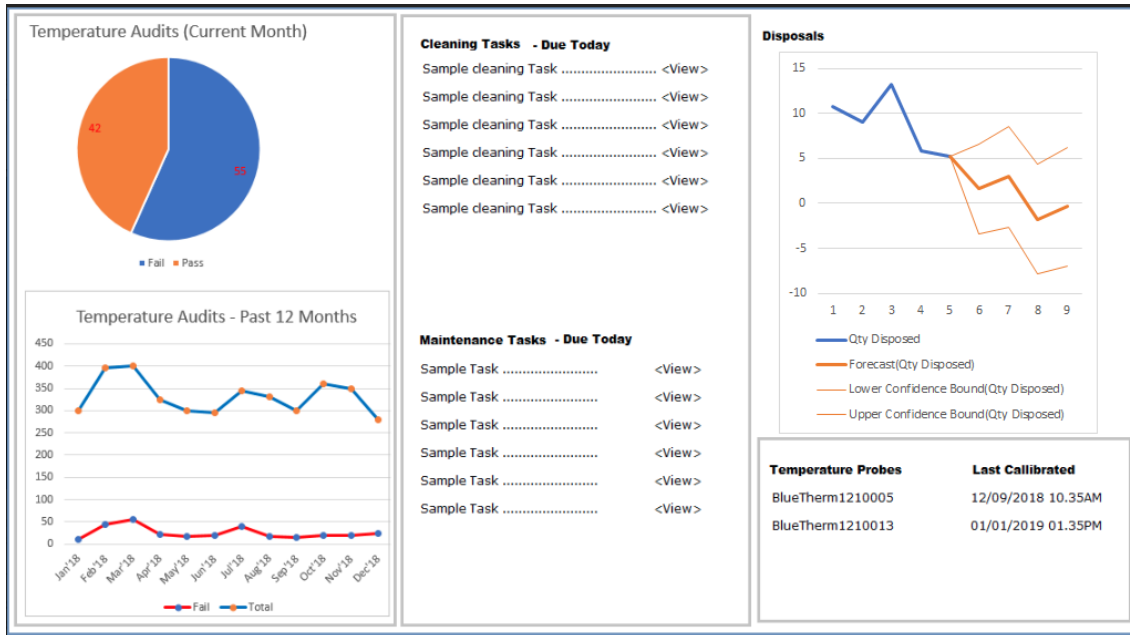 Temperature Audits (Current Month)
42
55
Fail Pass
Temperature Audits - Past 12 Months
450
400
350
300
250
200
150
100
50
0
Jan'18 Feb'18 Mar'18 Apr'18 May'18 Jun'18 Jul'18 Aug'18 Sep'18 Oct'18 Nov'18 Dec'18
Fail Total
Cleaning Tasks - Due Today
Sample cleaning Task ........................ <View>
Sample cleaning Task ........................ <View>
Sample cleaning Task ........................ <View>
Sample cleaning Task ........................ <View>
Sample cleaning Task ........................ <View>
Sample cleaning Task ........................ <View>
Maintenance Tasks - Due Today
Sample Task ........................ <View>
Sample Task ........................ <View>
Sample Task ........................ <View>
Sample Task ........................ <View>
Sample Task ........................ <View>
Sample Task ........................ <View>
Disposals
15
10
5
0
-5
-10
1 2 3 4 5 6 7 8 9
Qty Disposed
Forecast(Qty Disposed)
Lower Confidence Bound(Qty Disposed)
Upper Confidence Bound(Qty Disposed)
Temperature Probes Last Callibrated
BlueTherm1210005 12/09/2018 10.35AM
BlueTherm1210013 01/01/2019 01.35PM